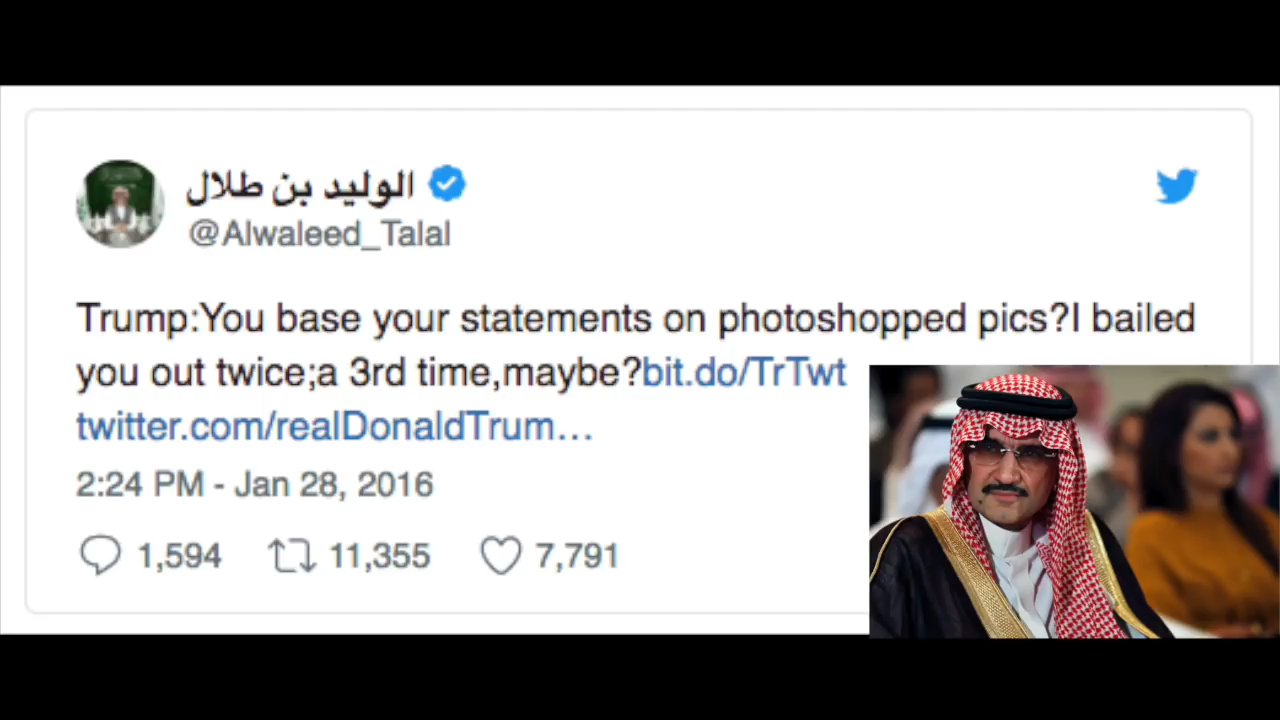 الوليد بن طلال
@Alwaleed_Talal
Trump:You base your statements on photoshopped pics?I bailed
you out twice;a 3rd time,maybe?bit.do/TrTwt
twitter.com/realDonaldTrum…
2:24 PM - Jan 28, 2016
1,594 11,355 7,791